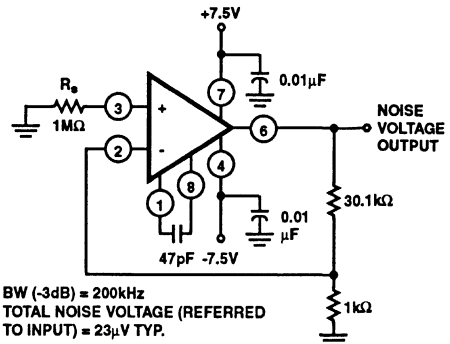 +7.5V
0.01µF
7
Rs
1MΩ
3
+
2
-
6
NOISE
VOLTAGE
OUTPUT
4
8
1
30.1kΩ
0.01
µF
47pF
-7.5V
1kΩ
BW (-3dB) = 200kHz
TOTAL NOISE VOLTAGE (REFERRED
TO INPUT) = 23µV TYP.